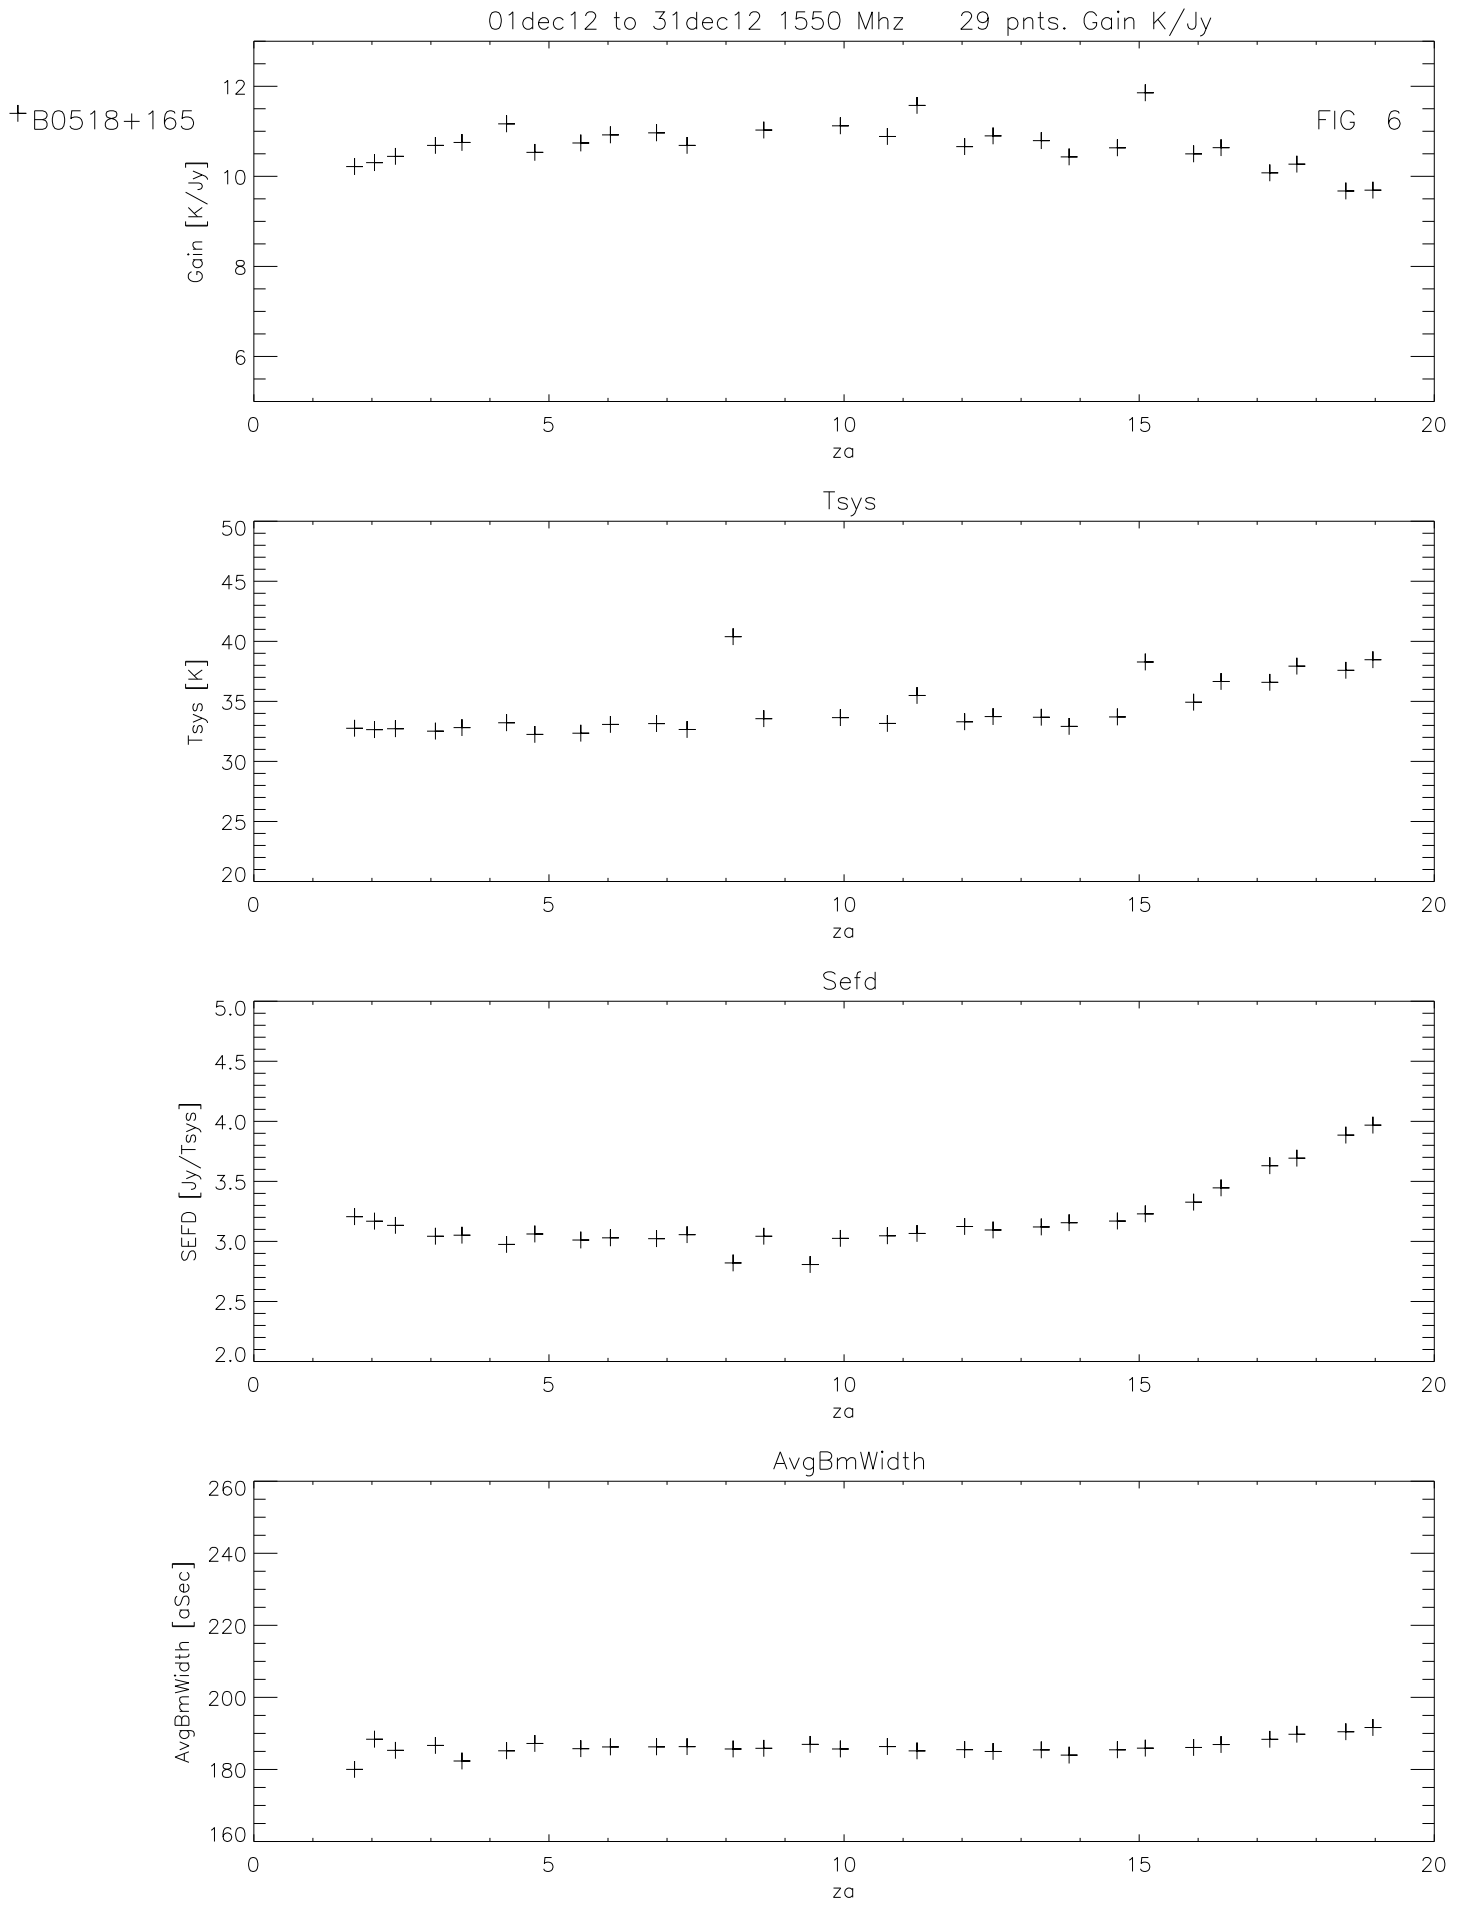 01dec12 to 31dec12 1550 Mhz 29 pnts. Gain K/Jy
+B0518+165
FIG 6
Gain [K/Jy]
12
10
8
6
0 5 10 15 20
za
Tsys
Tsys [K]
50
45
40
35
30
25
20
0 5 10 15 20
za
Sefd
SEFD [Jy/Tsys]
5.0
4.5
4.0
3.5
3.0
2.5
2.0
0 5 10 15 20
za
AvgBmWidth
AvgBmWidth [aSec]
260
240
220
200
180
160
0 5 10 15 20
za